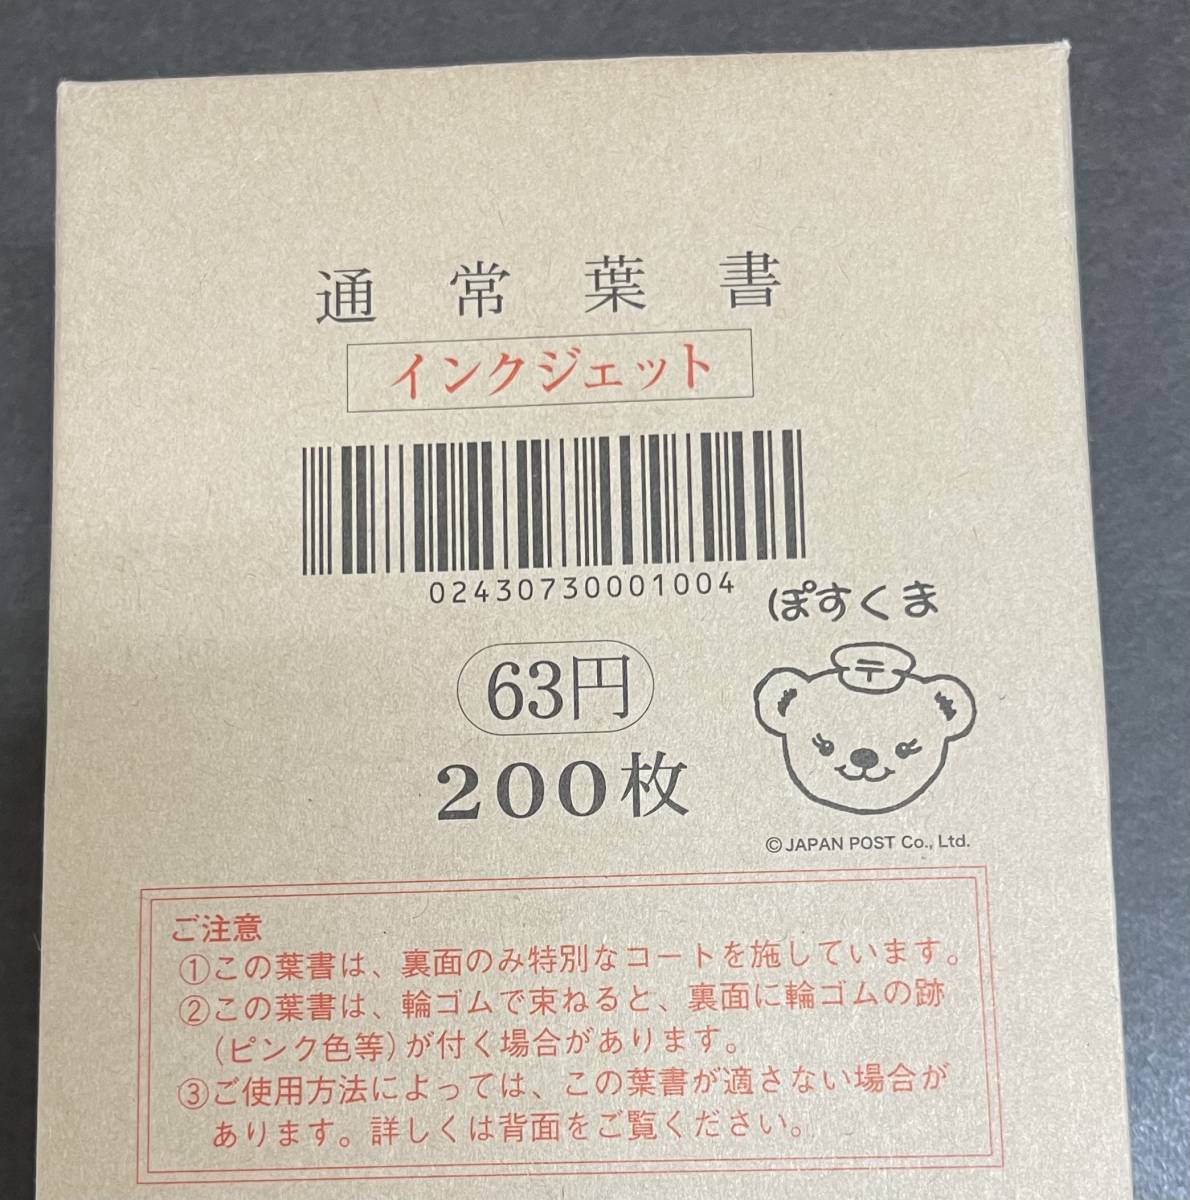 通常葉書
インクジェット
02430730001004
ぽすくま
〒
63円
200枚
©JAPAN POST Co., Ltd.
ご注意
①この葉書は、裏面のみ特別なコートを施しています。
②この葉書は、輪ゴムで束ねると、裏面に輪ゴムの跡
(ピンク色等)が付く場合があります。
③ご使用方法によっては、この葉書が適さない場合が
あります。詳しくは背面をご覧ください。